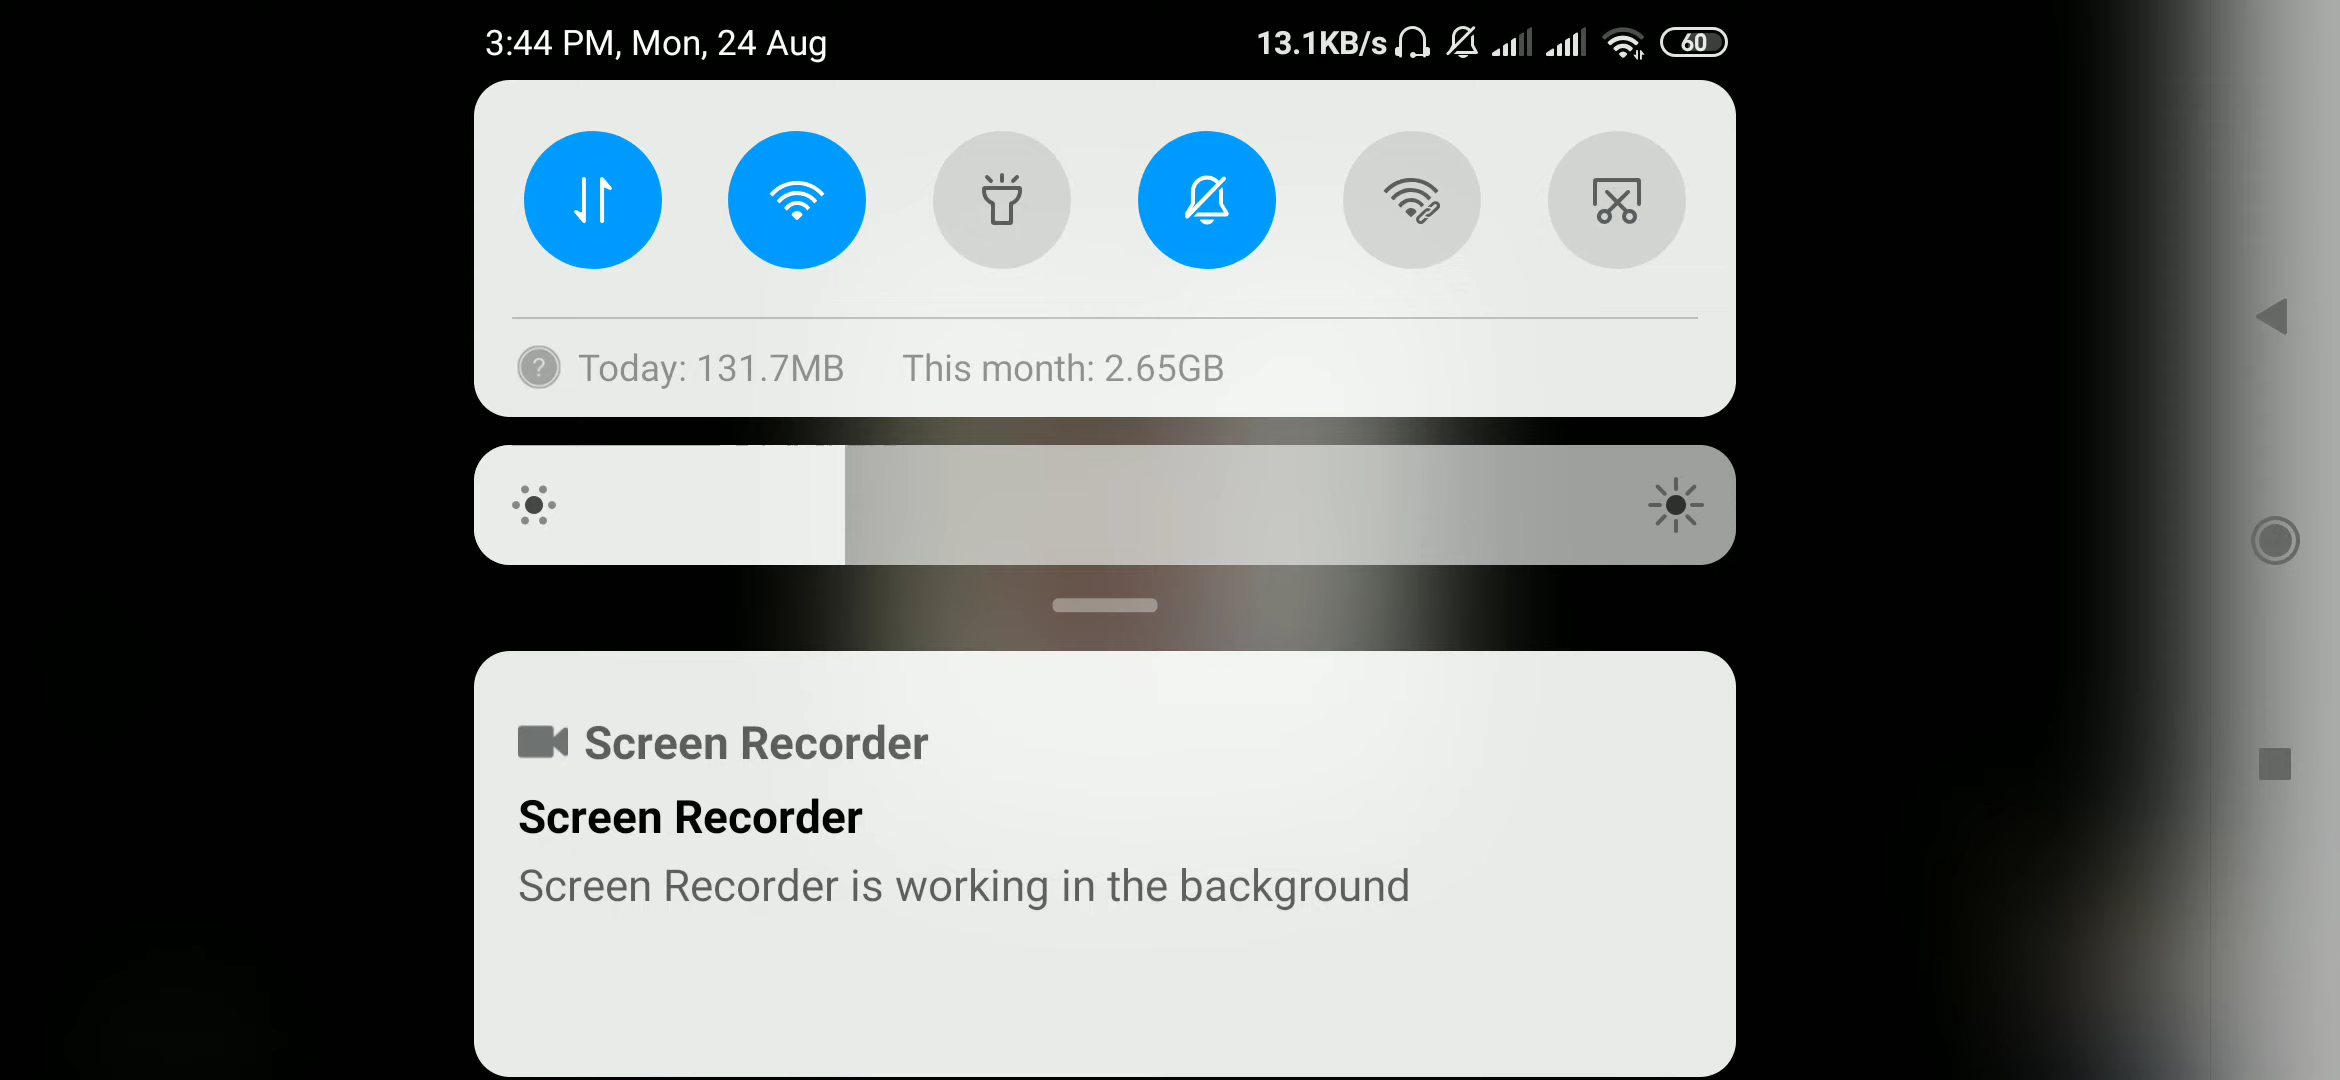 3:44 PM, Mon, 24 Aug 13.1KB/s 60
Today: 131.7MB This month: 2.65GB
Screen Recorder
Screen Recorder
Screen Recorder is working in the background